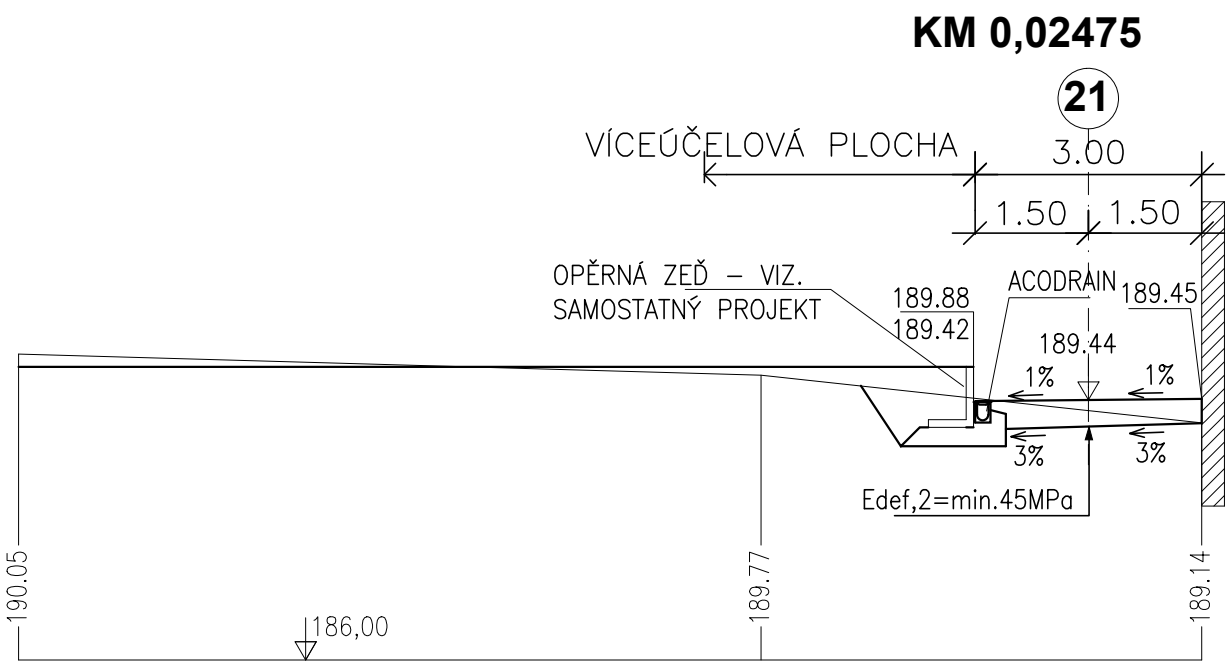 KM 0,02475
21
VÍCEÚČELOVÁ PLOCHA
3.00
1.50
1.50
OPĚRNÁ ZEĎ – VIZ.
SAMOSTATNÝ PROJEKT
189.88
189.42
ACODRAIN
189.45
189.44
1%
1%
3%
3%
Edef,2=min.45MPa
190.05
189.77
189.14
186,00